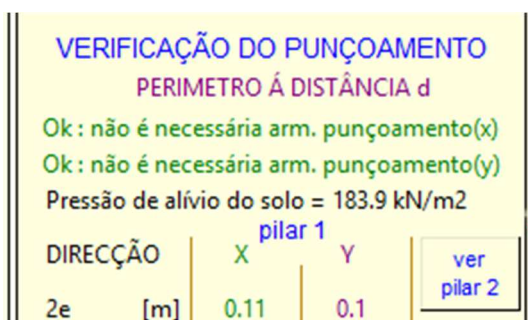 VERIFICAÇÃO DO PUNÇOAMENTO
PERIMETRO Á DISTÂNCIA d
Ok : não é necessária arm. punçoamento(x)
Ok : não é necessária arm. punçoamento(y)
Pressão de alívio do solo = 183.9 kN/m2
pilar 1
DIRECÇÃO X Y
ver
pilar 2
2e [m] 0.11 0.1